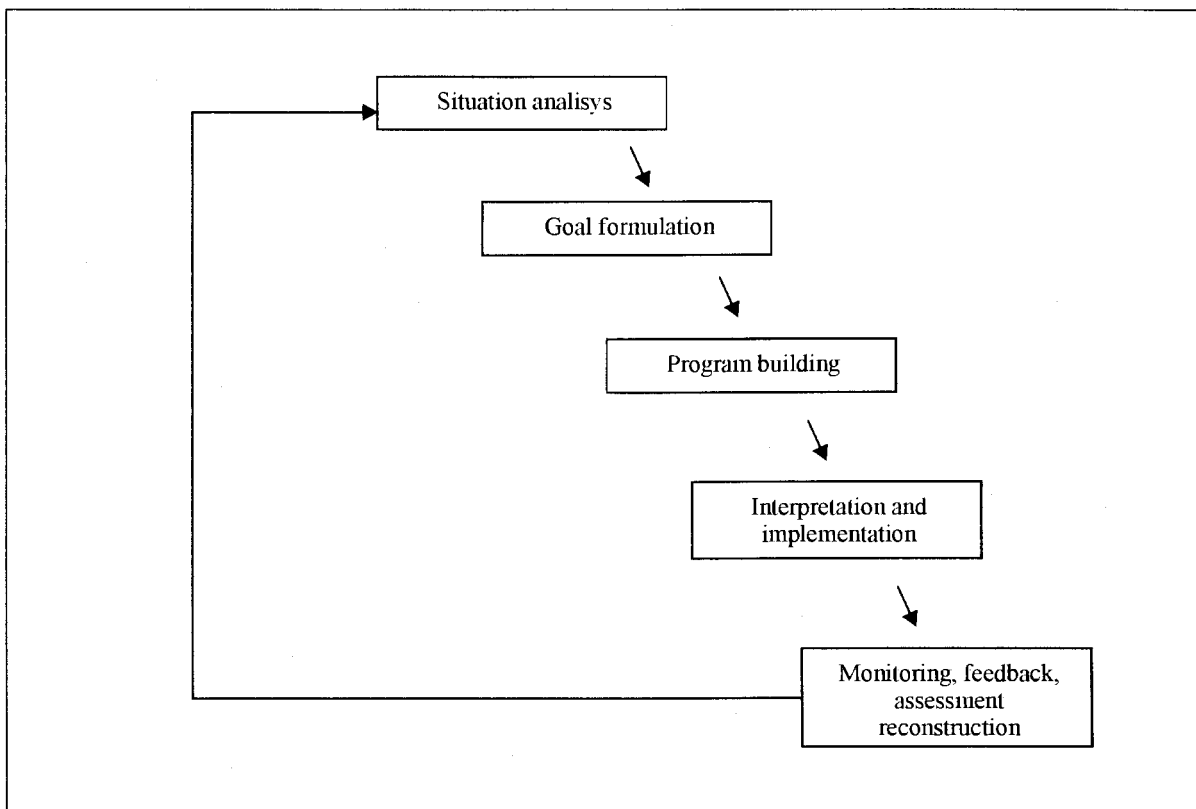 Situation analisys
Goal formulation
Program building
Interpretation and
implementation
Monitoring, feedback,
assessment
reconstruction